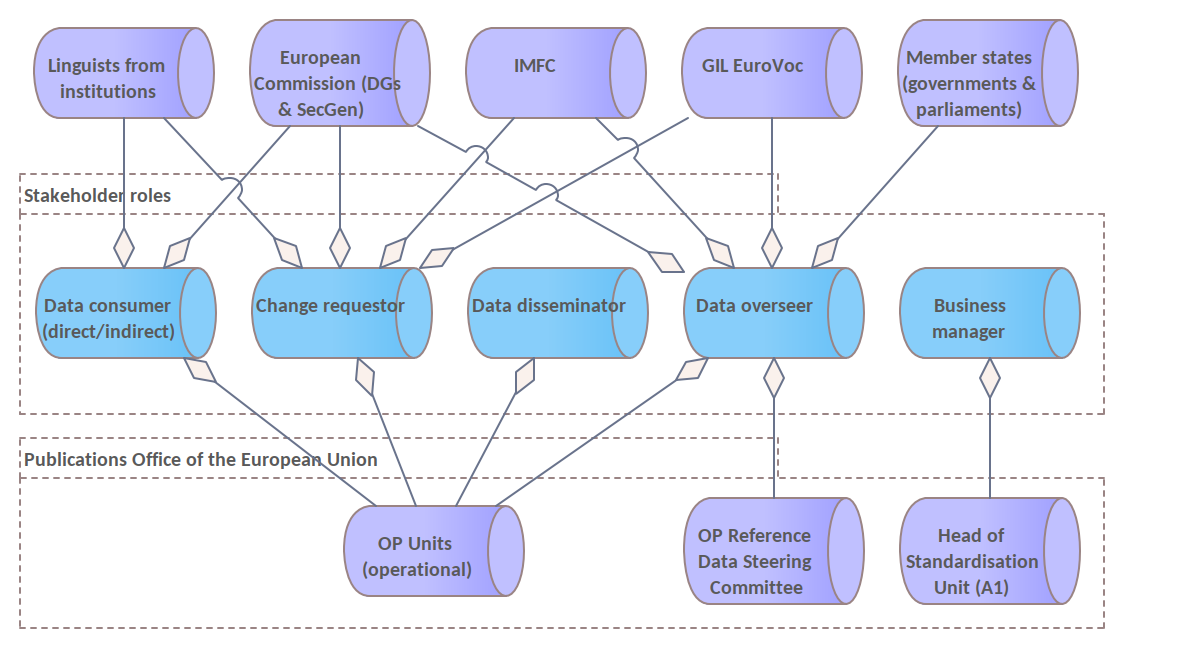 Linguists from
institutions
European
Commission (DGs
& SecGen)
IMFC
GIL EuroVoc
Member states
(governments &
parliaments)
Stakeholder roles
Data consumer
(direct/indirect)
Change requestor
Data disseminator
Data overseer
Business
manager
Publications Office of the European Union
OP Units
(operational)
OP Reference
Data Steering
Committee
Head of
Standardisation
Unit (A1)